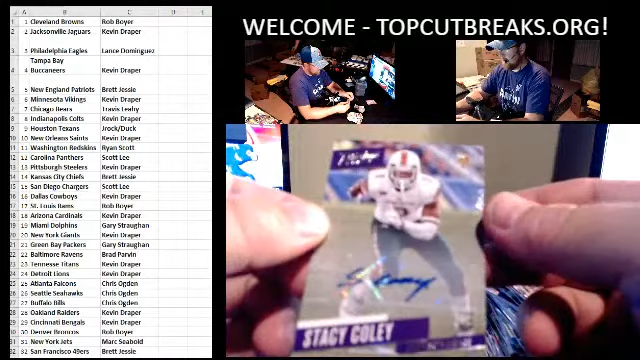 WELCOME - TOPCUTBREAKS.ORG!
A B C D E
1 Cleveland Browns Rob Boyer
2 Jacksonville Jaguars Kevin Draper
3 Philadelphia Eagles Lance Dominguez
Tampa Bay
4 Buccaneers Kevin Draper
5 New England Patriots Brett Jessie
6 Minnesota Vikings Kevin Draper
7 Chicago Bears Travis Leahy
8 Indianapolis Colts Kevin Draper
9 Houston Texans Jrock/Duck
10 New Orleans Saints Kevin Draper
11 Washington Redskins Ryan Scott
12 Carolina Panthers Scott Lee
13 Pittsburgh Steelers Kevin Draper
14 Kansas City Chiefs Brett Jessie
15 San Diego Chargers Scott Lee
16 Dallas Cowboys Kevin Draper
17 St. Louis Rams Rob Boyer
18 Arizona Cardinals Kevin Draper
19 Miami Dolphins Gary Straughan
20 New York Giants Kevin Draper
21 Green Bay Packers Gary Straughan
22 Baltimore Ravens Brad Parvin
23 Tennessee Titans Kevin Draper
24 Detroit Lions Kevin Draper
25 Atlanta Falcons Chris Ogden
26 Seattle Seahawks Chris Ogden
27 Buffalo Bills Chris Ogden
28 Oakland Raiders Kevin Draper
29 Cincinnati Bengals Kevin Draper
30 Denver Broncos Rob Boyer
31 New York Jets Marc Seabold
32 San Francisco 49ers Brett Jessie
STACY COLEY